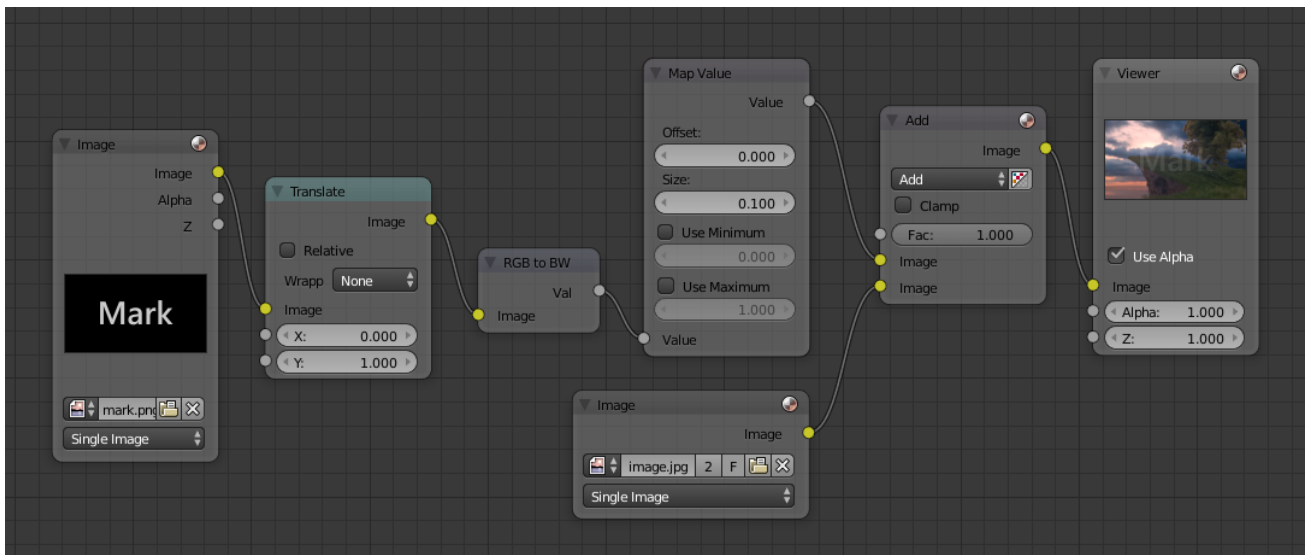 Image
Image
Alpha
Z
Mark
mark.png
Single Image
Translate
Image
Relative
Wrapp None
Image
X: 0.000
Y: 1.000
RGB to BW
Val
Image
Map Value
Value
Offset:
0.000
Size:
0.100
Use Minimum
0.000
Use Maximum
1.000
Value
Image
Image
image.jpg 2 F
Single Image
Add
Image
Add
Clamp
Fac: 1.000
Image
Image
Viewer
Mark
Use Alpha
Image
Alpha: 1.000
Z: 1.000